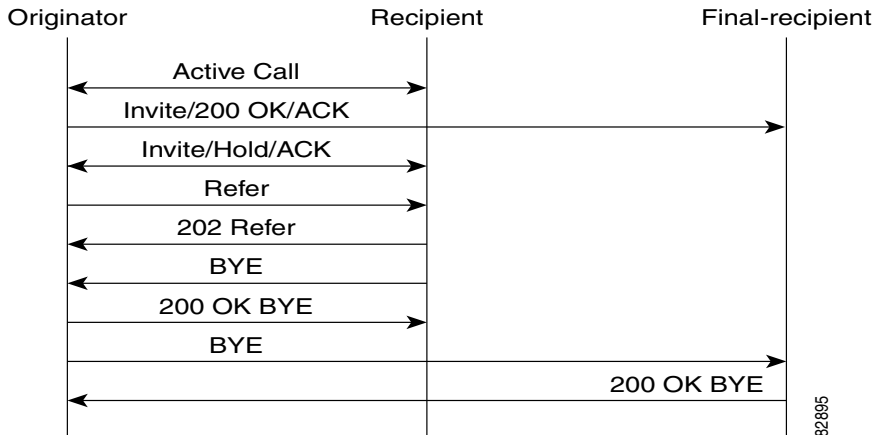 Originator Recipient Final-recipient
Active Call
Invite/200 OK/ACK
Invite/Hold/ACK
Refer
202 Refer
BYE
200 OK BYE
BYE
200 OK BYE
82895